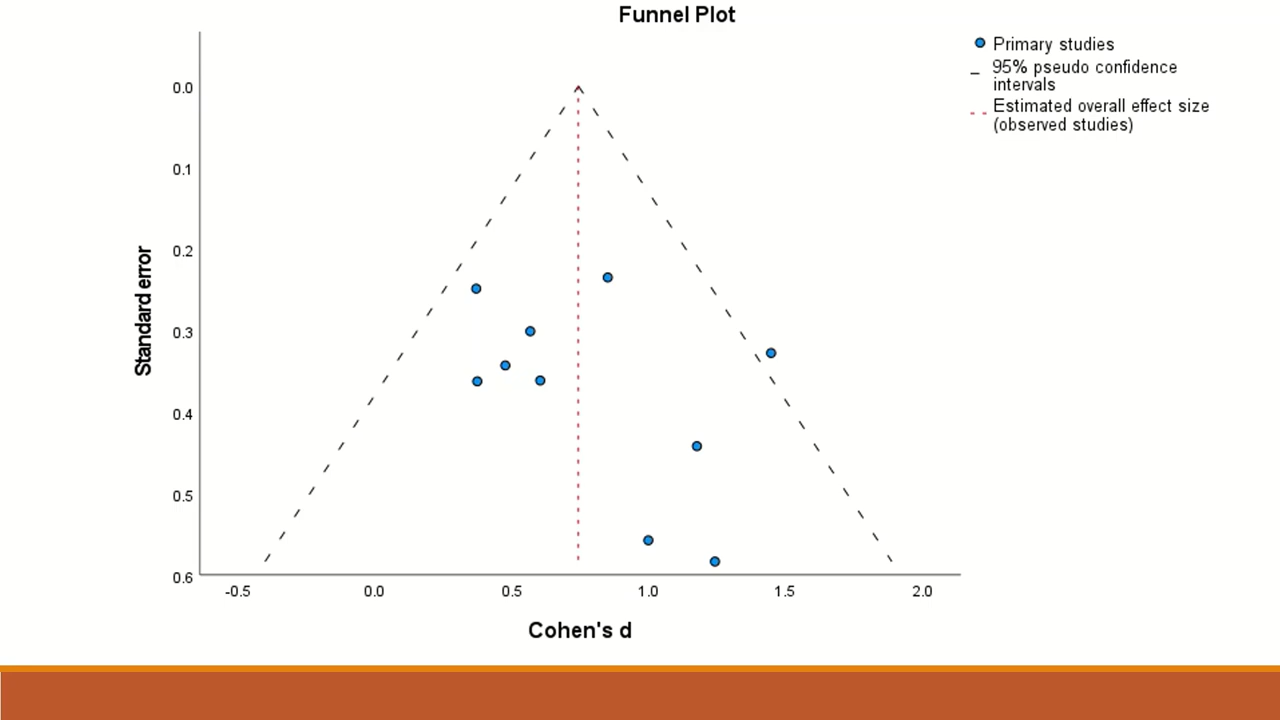 Funnel Plot
Primary studies
95% pseudo confidence
intervals
Estimated overall effect size
(observed studies)
Standard error
0.0
0.1
0.2
0.3
0.4
0.5
0.6
-0.5 0.0 0.5 1.0 1.5 2.0
Cohen's d